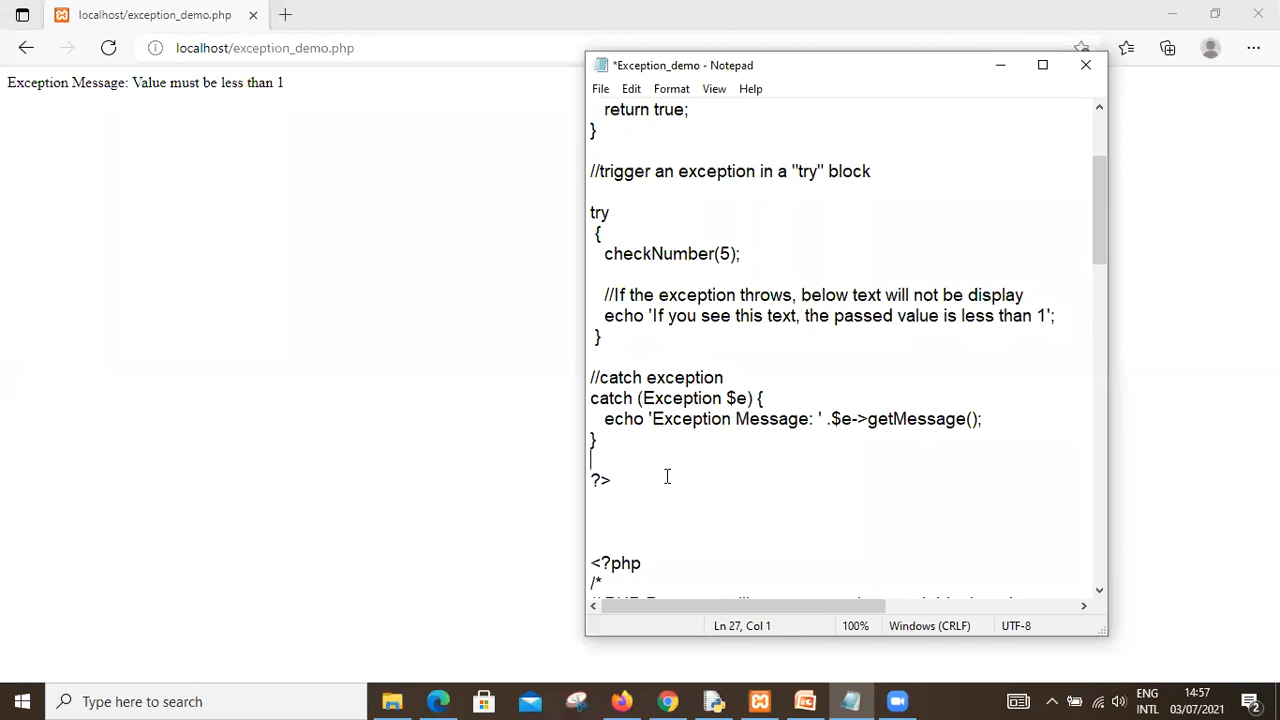 localhost/exception_demo.php
localhost/exception_demo.php
Exception Message: Value must be less than 1
*Exception_demo - Notepad
File Edit Format View Help
return true;
}
//trigger an exception in a "try" block
try
{
checkNumber(5);
//If the exception throws, below text will not be display
echo 'If you see this text, the passed value is less than 1';
}
//catch exception
catch (Exception $e) {
echo 'Exception Message: ' .$e->getMessage();
}
?>
<?php
/*
Ln 27, Col 1 100% Windows (CRLF) UTF-8
Type here to search
ENG 14:57
INTL 03/07/2021
2